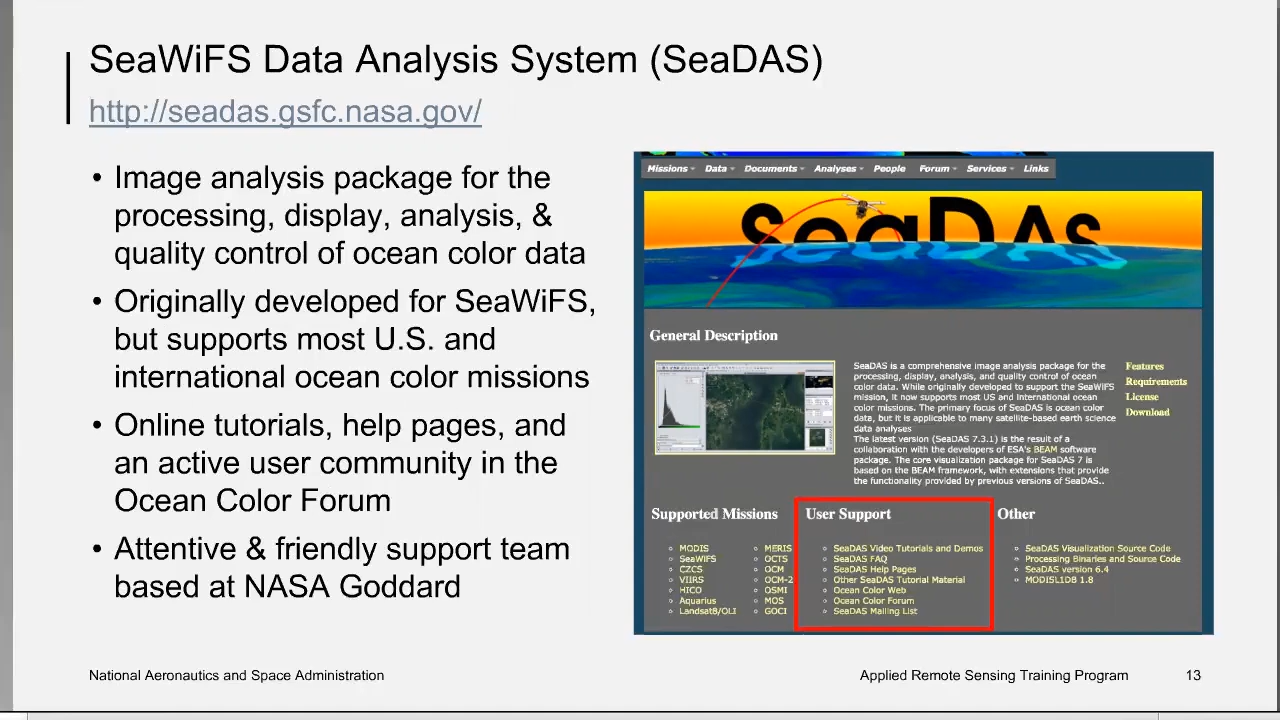 SeaWiFS Data Analysis System (SeaDAS)
http://seadas.gsfc.nasa.gov/
• Image analysis package for the
processing, display, analysis, &
quality control of ocean color data
• Originally developed for SeaWiFS,
but supports most U.S. and
international ocean color missions
• Online tutorials, help pages, and
an active user community in the
Ocean Color Forum
• Attentive & friendly support team
based at NASA Goddard
Missions Data Documents Analyses People Forum Services Links
SeaDAS
General Description
SeaDAS is a comprehensive image analysis package for the
processing, display, analysis, and quality control of ocean
color data. While originally developed to support the SeaWiFS
mission, it now supports most US and international ocean
color missions. The primary focus of SeaDAS is ocean color
data, but it is applicable to many satellite-based earth science
data analyses
The latest version (SeaDAS 7.3.1) is the result of a
collaboration with the developers of ESA's BEAM software
package. The core visualization package for SeaDAS 7 is
based on the BEAM framework, with extensions that provide
the functionality provided by previous versions of SeaDAS..
Features
Requirements
License
Download
Supported Missions
MODIS
SeaWiFS
CZCS
VIIRS
HICO
Aquarius
Landsat8/OLI
MERIS
OCTS
OCM
OCM-2
OSMI
MOS
GOCI
User Support
SeaDAS Video Tutorials and Demos
SeaDAS FAQ
SeaDAS Help Pages
Other SeaDAS Tutorial Material
Ocean Color Web
Ocean Color Forum
SeaDAS Mailing List
Other
SeaDAS Visualization Source Code
Processing Binaries and Source Code
SeaDAS version 6.4
MODISL1DB 1.8
National Aeronautics and Space Administration
Applied Remote Sensing Training Program
13